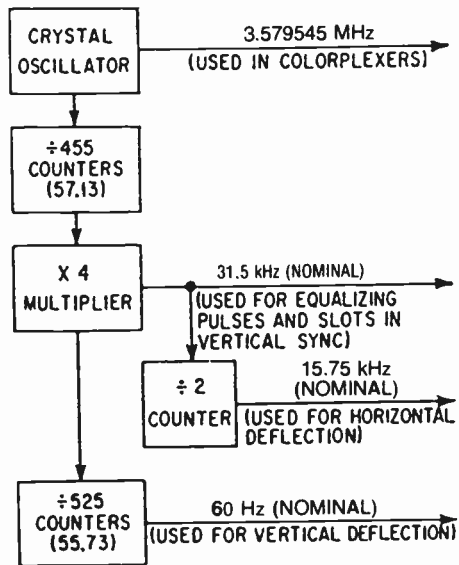 CRYSTAL
OSCILLATOR
3.579545 MHz
(USED IN COLORPLEXERS)
÷455
COUNTERS
(57,13)
X 4
MULTIPLIER
31.5 kHz (NOMINAL)
(USED FOR EQUALIZING
PULSES AND SLOTS IN
VERTICAL SYNC)
÷ 2
COUNTER
15.75 kHz
(NOMINAL)
(USED FOR HORIZONTAL
DEFLECTION)
÷525
COUNTERS
(55,73)
60 Hz (NOMINAL)
(USED FOR VERTICAL DEFLECTION)